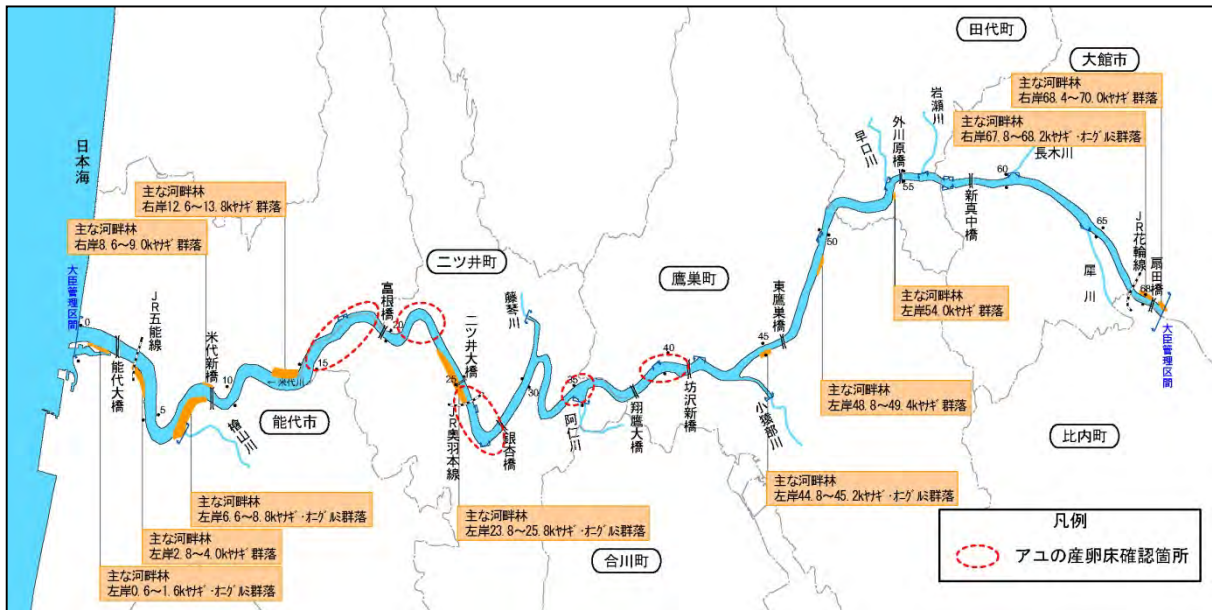 田代町
大館市
主な河畔林
右岸68.4～70.0kヤナギ群落
主な河畔林
右岸67.8～68.2kヤナギ・オニグルミ群落
長木川
岩瀬川
外川原橋
早口川
55
60
新真中橋
65
JR花輪線
扇田橋
68
犀川
大臣管理区間
日本海
主な河畔林
右岸12.6～13.8kヤナギ群落
主な河畔林
右岸8.6～9.0kヤナギ群落
二ツ井町
鷹巣町
大臣管理区間
0
能代大橋
JR五能線
5
米代新橋
10
檜山川
← 米代川
能代市
15
富根橋
20
二ツ井大橋
25
JR奥羽本線
銀杏橋
藤琴川
30
35
阿仁川
翔鷹大橋
40
坊沢新橋
45
東鷹巣橋
小猿部川
50
主な河畔林
左岸54.0kヤナギ群落
主な河畔林
左岸48.8～49.4kヤナギ群落
比内町
主な河畔林
左岸44.8～45.2kヤナギ・オニグルミ群落
主な河畔林
左岸6.6～8.8kヤナギ・オニグルミ群落
主な河畔林
左岸23.8～25.8kヤナギ・オニグルミ群落
主な河畔林
左岸2.8～4.0kヤナギ群落
主な河畔林
左岸0.6～1.6kヤナギ・オニグルミ群落
合川町
凡例
アユの産卵床確認箇所